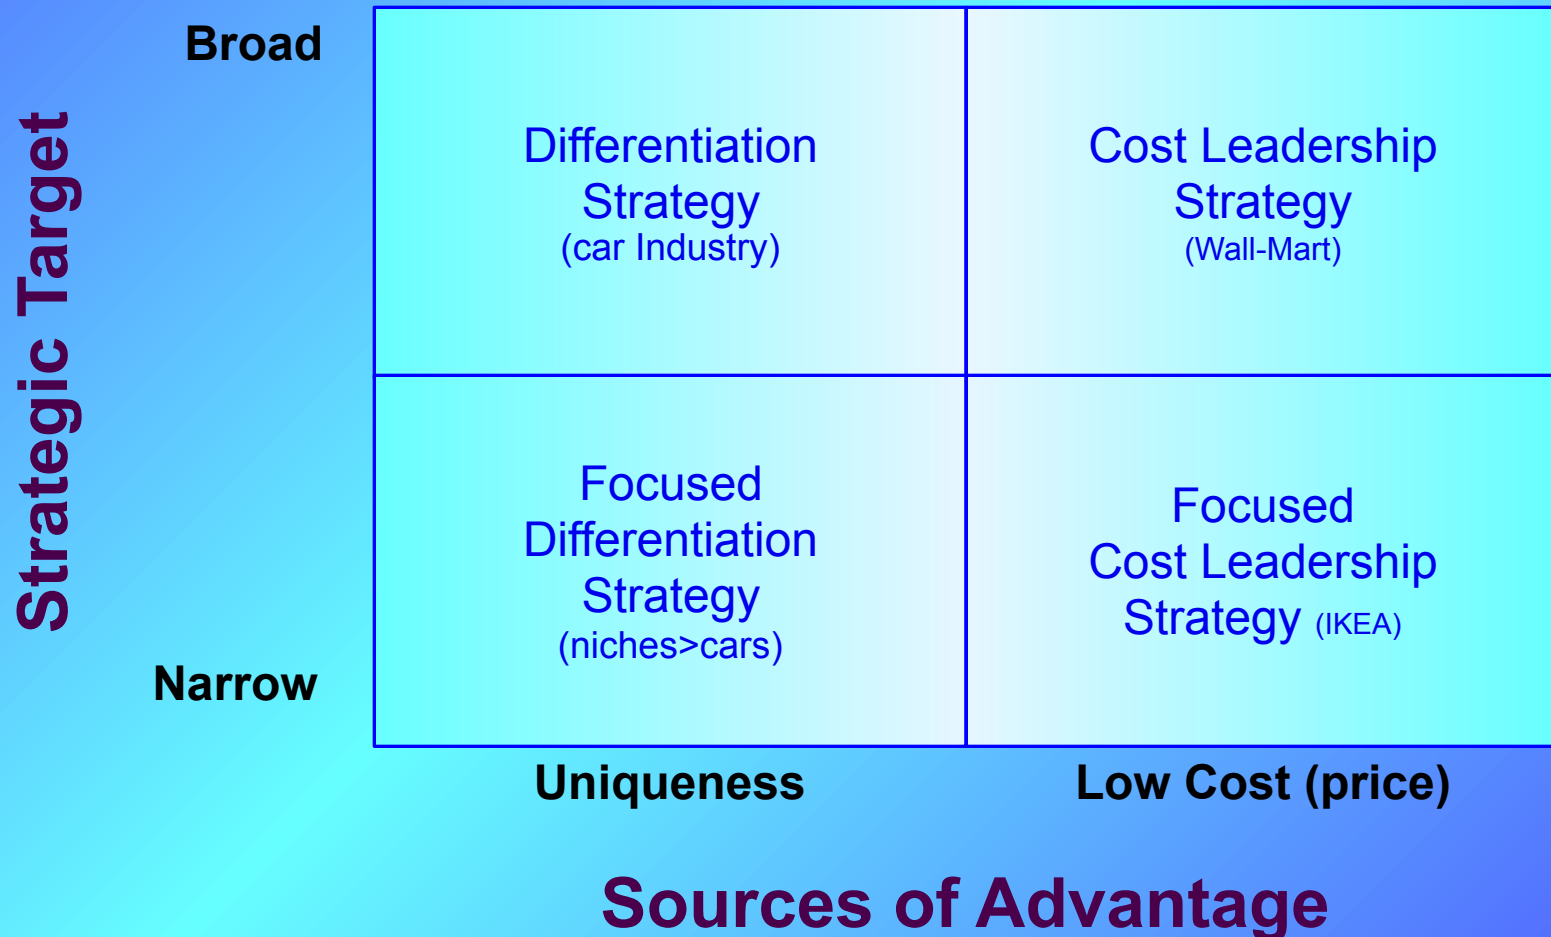 Strategic Target
Broad
Differentiation
Strategy
(car Industry)
Cost Leadership
Strategy
(Wall-Mart)
Narrow
Focused
Differentiation
Strategy
(niches>cars)
Focused
Cost Leadership
Strategy (IKEA)
Uniqueness
Low Cost (price)
Sources of Advantage